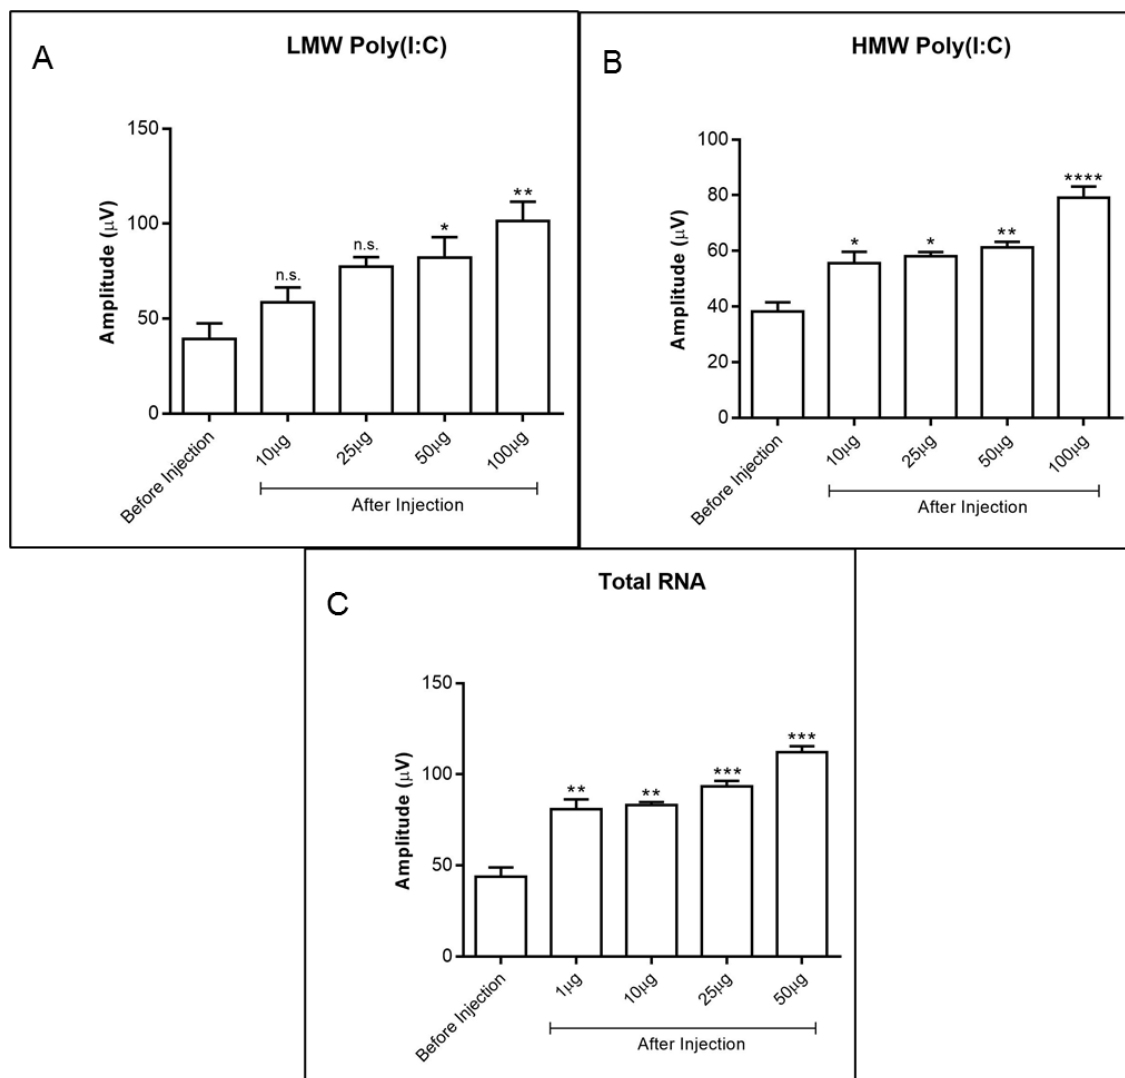 A
LMW Poly(I:C)
Amplitude (μV)
150
100
50
0
n.s.
n.s.
*
**
Before Injection
10μg
25μg
50μg
100μg
After Injection
B
HMW Poly(I:C)
Amplitude (μV)
100
80
60
40
20
0
*
*
**
****
Before Injection
10μg
25μg
50μg
100μg
After Injection
C
Total RNA
Amplitude (μV)
150
100
50
0
**
**
***
***
Before Injection
1μg
10μg
25μg
50μg
After Injection